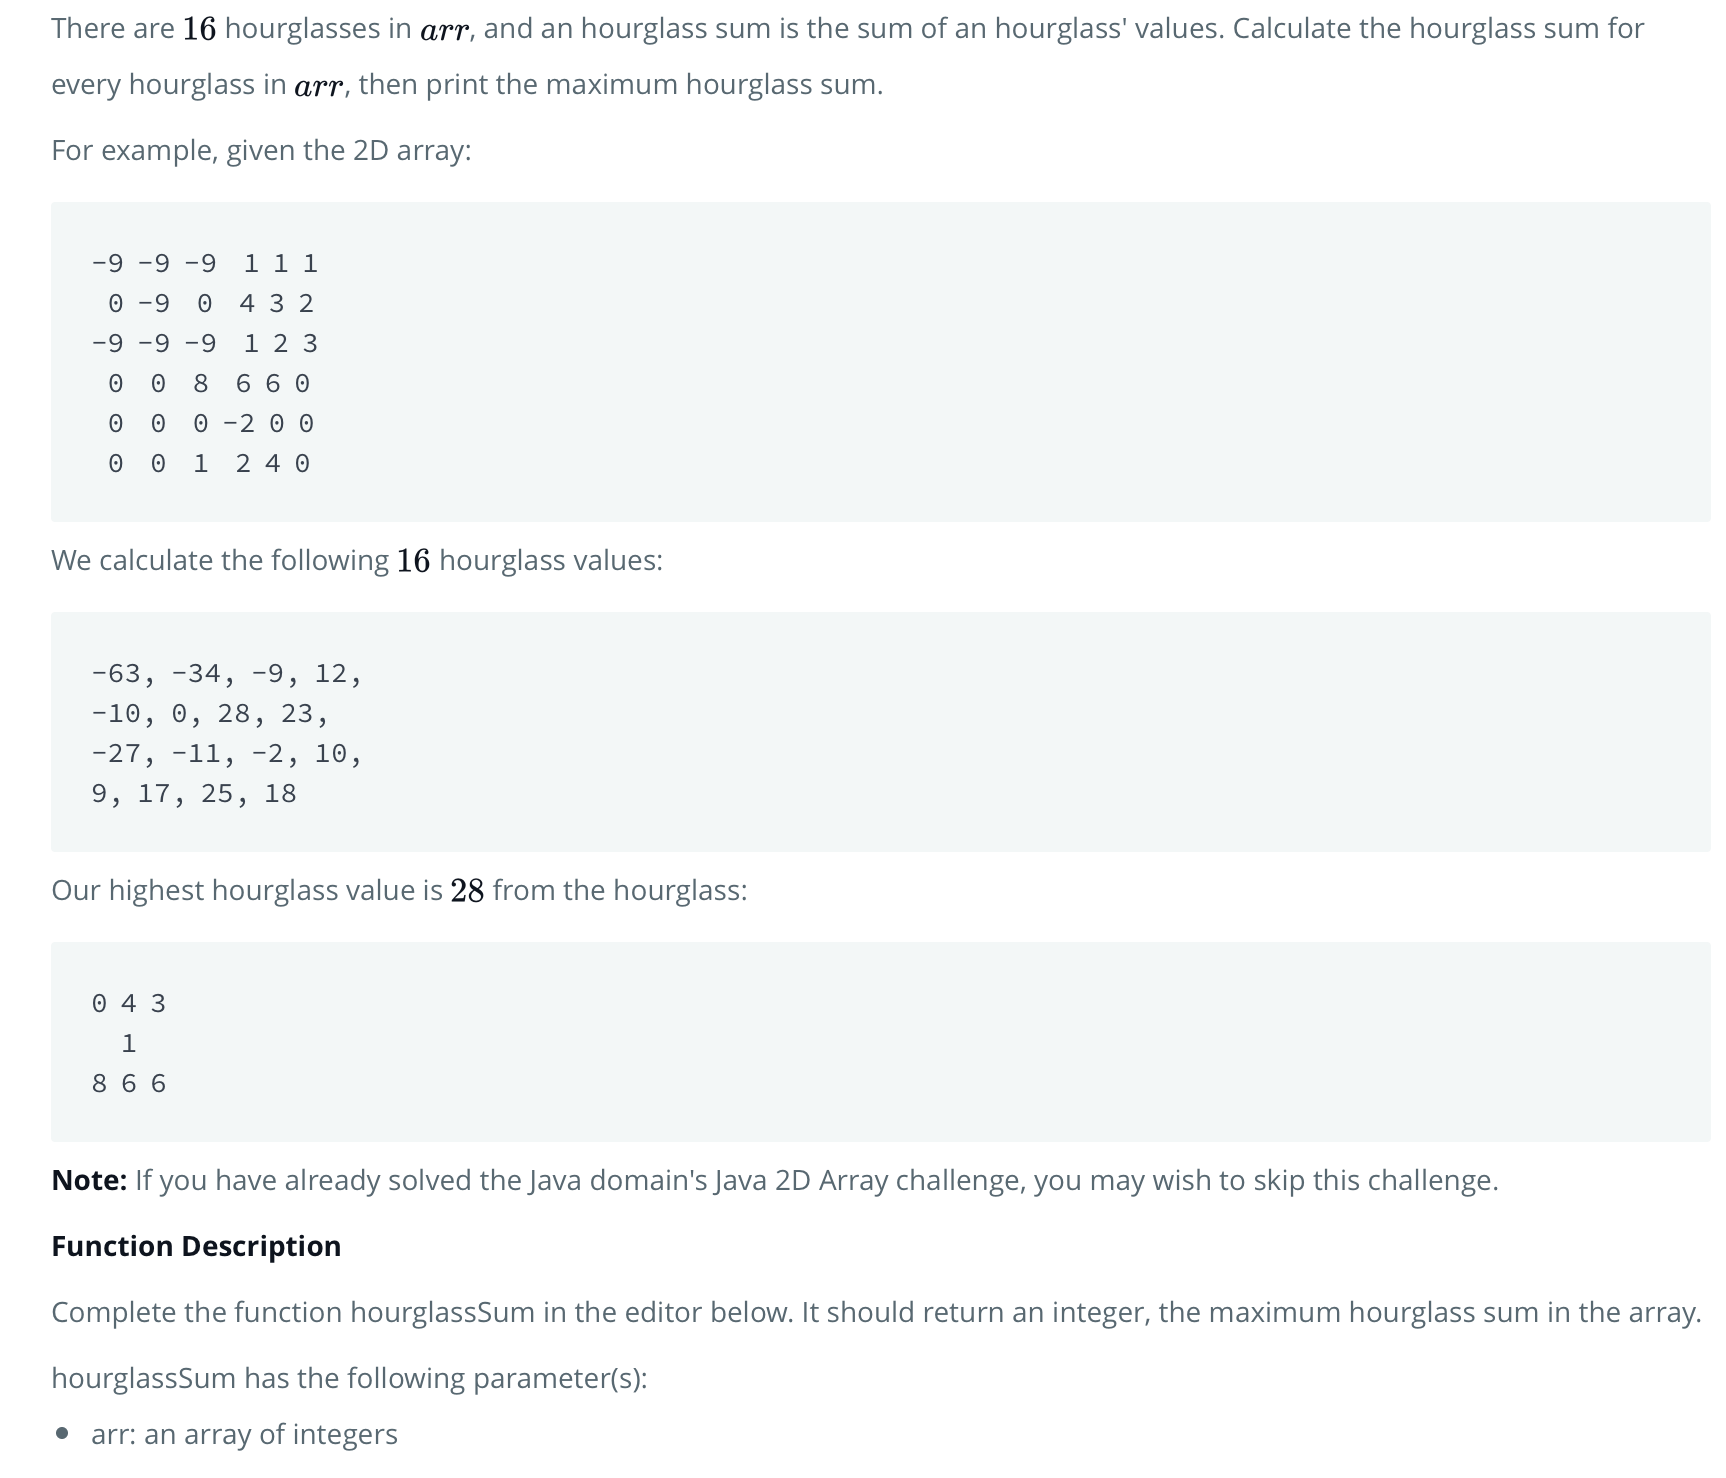 There are 16 hourglasses in arr, and an hourglass sum is the sum of an hourglass' values. Calculate the hourglass sum for
every hourglass in arr, then print the maximum hourglass sum.
For example, given the 2D array:
-9 -9 -9  1 1 1
 0 -9  0  4 3 2
-9 -9 -9  1 2 3
 0  0  8  6 6 0
 0  0  0 -2 0 0
 0  0  1  2 4 0
We calculate the following 16 hourglass values:
-63, -34, -9, 12,
-10, 0, 28, 23,
-27, -11, -2, 10,
9, 17, 25, 18
Our highest hourglass value is 28 from the hourglass:
0 4 3
  1
8 6 6
Note: If you have already solved the Java domain's Java 2D Array challenge, you may wish to skip this challenge.
Function Description
Complete the function hourglassSum in the editor below. It should return an integer, the maximum hourglass sum in the array.
hourglassSum has the following parameter(s):
• arr: an array of integers